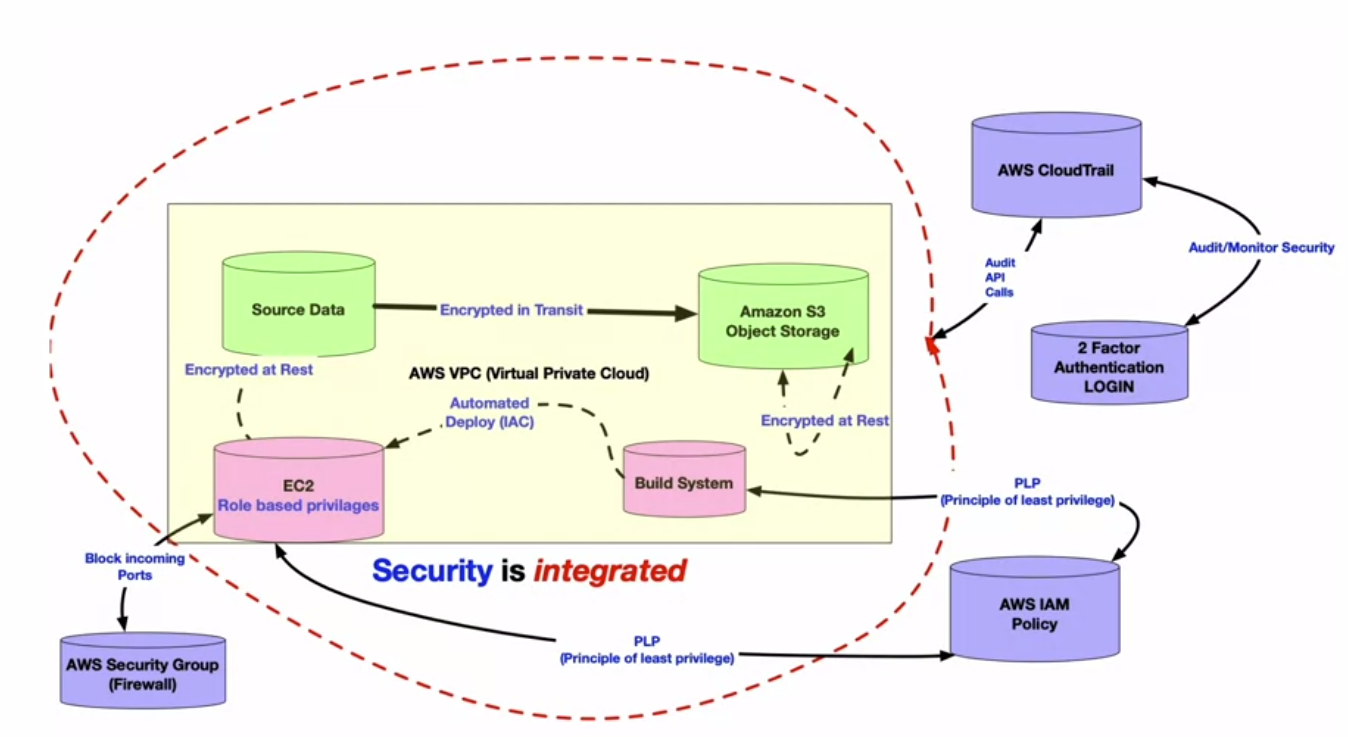 AWS CloudTrail
Audit/Monitor Security
Audit
API
Calls
Source Data
Encrypted in Transit
Amazon S3
Object Storage
2 Factor
Authentication
LOGIN
Encrypted at Rest
AWS VPC (Virtual Private Cloud)
Automated
Deploy (IAC)
Encrypted at Rest
EC2
Role based privilages
Build System
PLP
(Principle of least privilege)
Block incoming
Ports
Security is integrated
AWS IAM
Policy
PLP
(Principle of least privilege)
AWS Security Group
(Firewall)